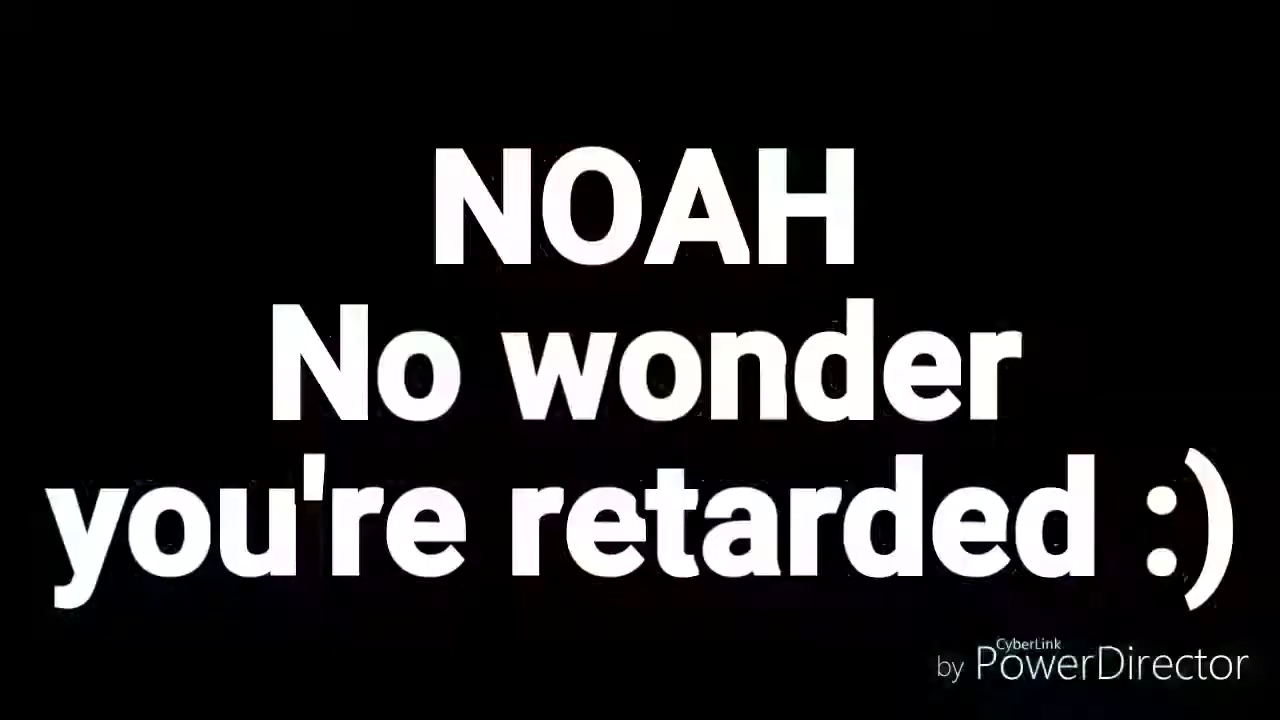 NOAH
No wonder
you're retarded :)
CyberLink
by PowerDirector